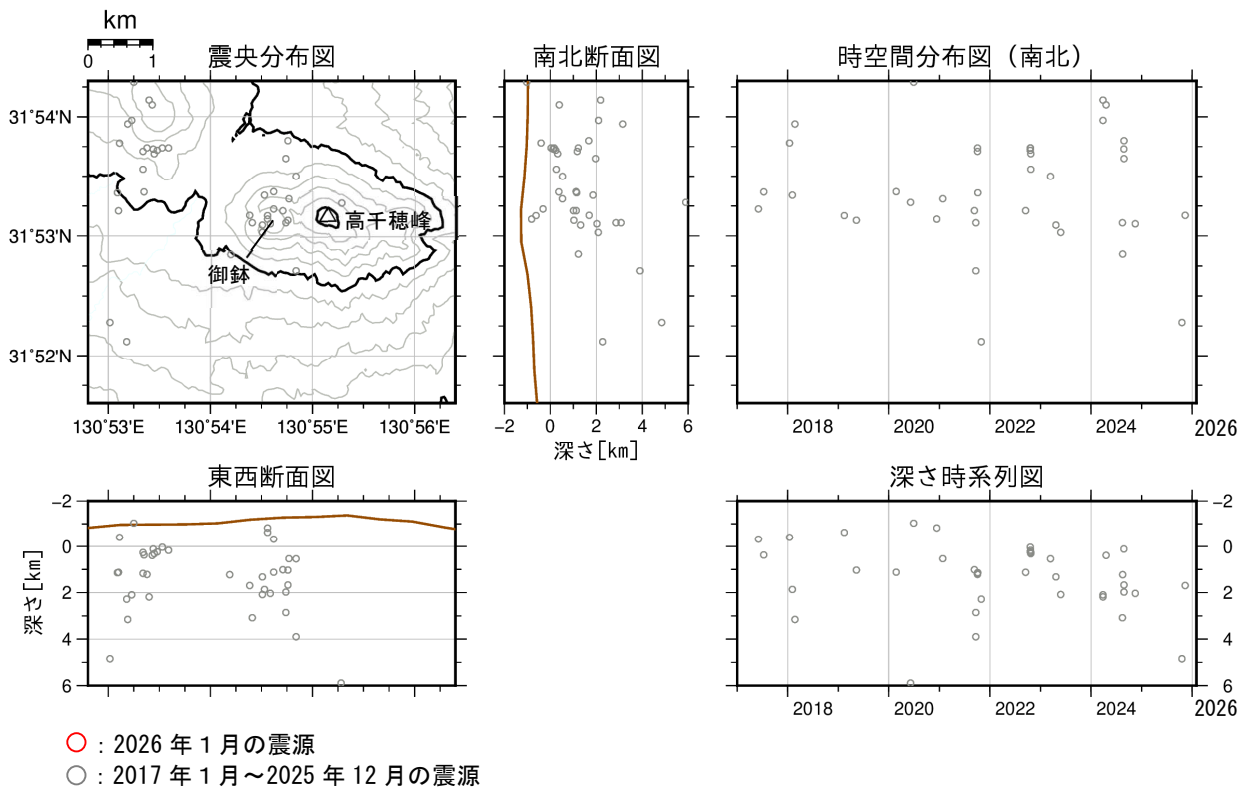 km
0 1
震央分布図
31°54'N
31°53'N
31°52'N
130°53'E 130°54'E 130°55'E 130°56'E
高千穂峰
御鉢
南北断面図
-2 0 2 4 6
深さ[km]
時空間分布図（南北）
2018 2020 2022 2024 2026
東西断面図
-2
0
2
4
6
深さ[km]
深さ時系列図
-2
0
2
4
6
2018 2020 2022 2024 2026
○：2026 年 1 月の震源
○：2017 年 1 月～2025 年 12 月の震源